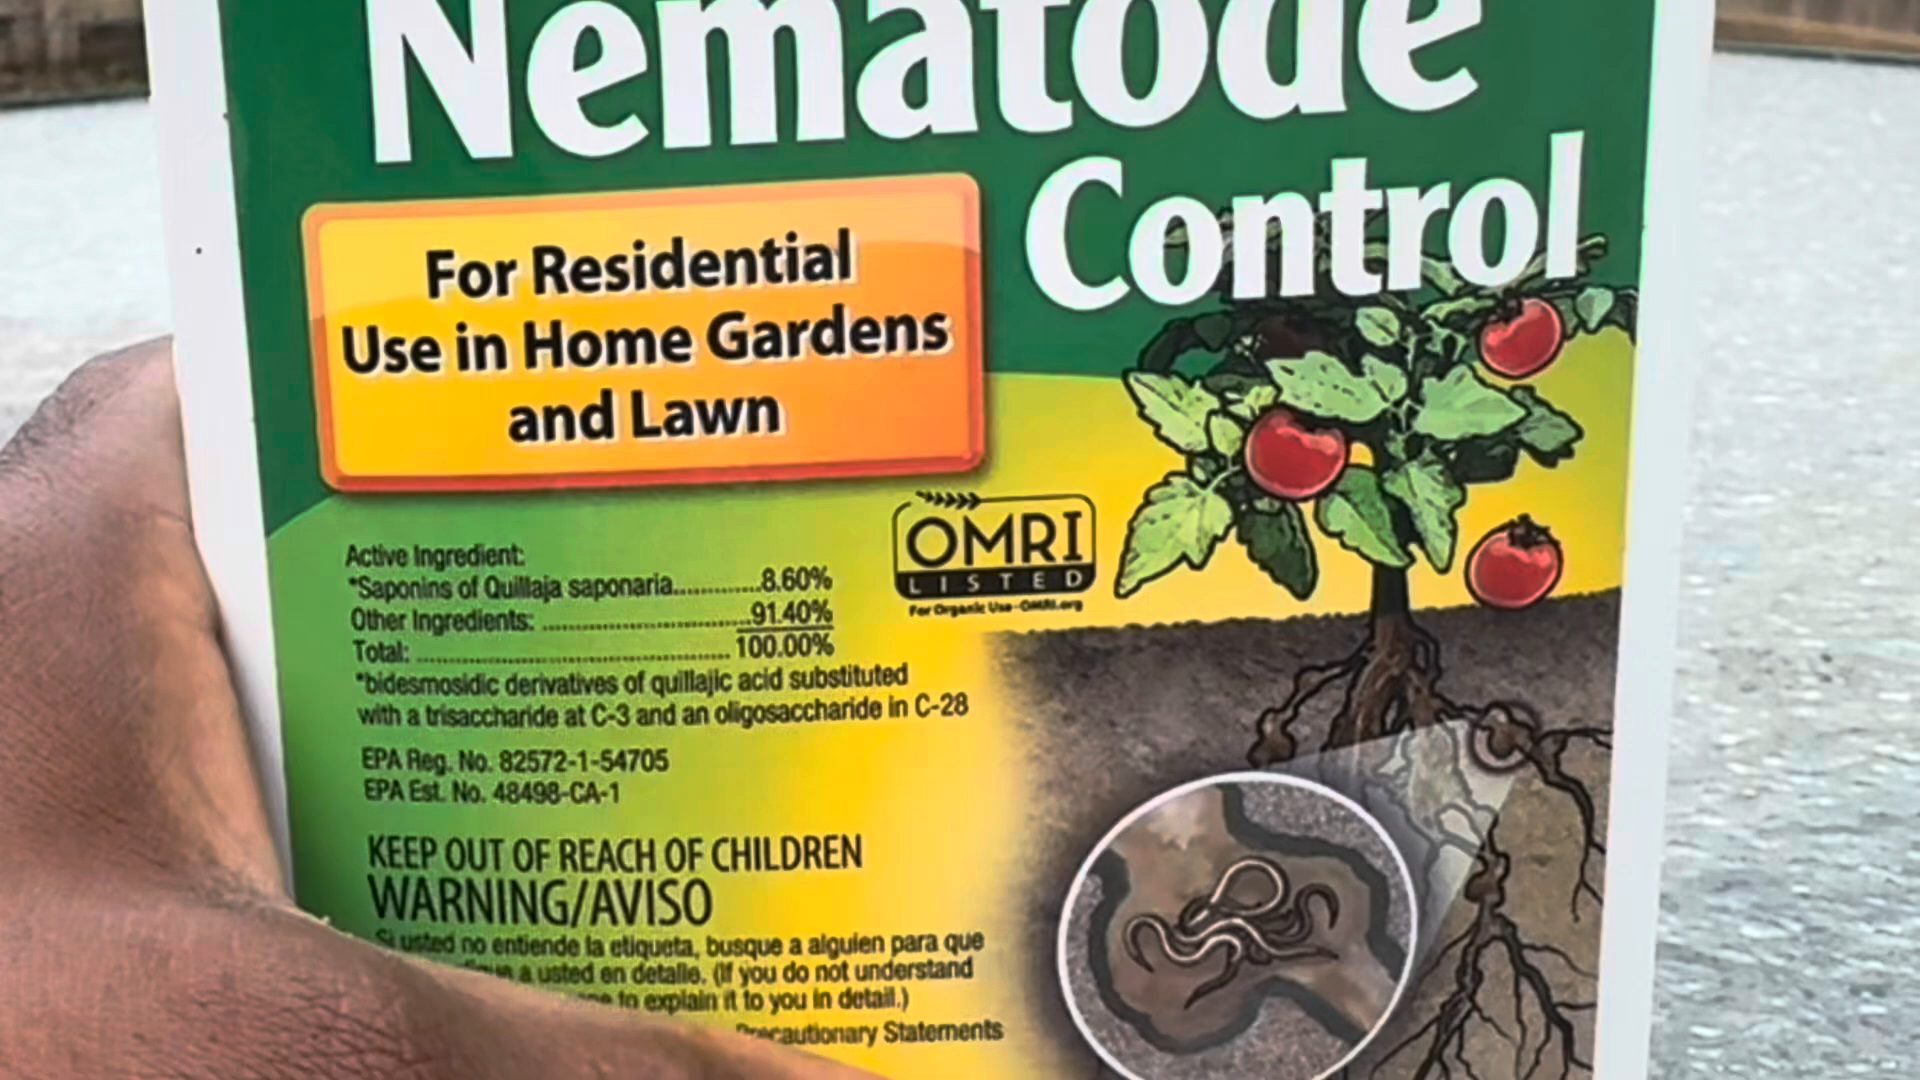 Nematode
Control
For Residential
Use in Home Gardens
and Lawn
OMRI
LISTED
For Organic Use - OMRI.org
Active Ingredient:
*Saponins of Quillaja saponaria.............8.60%
Other Ingredients: ................................91.40%
Total: ................................................ 100.00%
*bidesmosidic derivatives of quillajic acid substituted
with a trisaccharide at C-3 and an oligosaccharide in C-28
EPA Reg. No. 82572-1-54705
EPA Est. No. 48498-CA-1
KEEP OUT OF REACH OF CHILDREN
WARNING/AVISO
Si usted no entiende la etiqueta, busque a alguien para que
a usted en detalle. (If you do not understand
to explain it to you in detail.)
Precautionary Statements